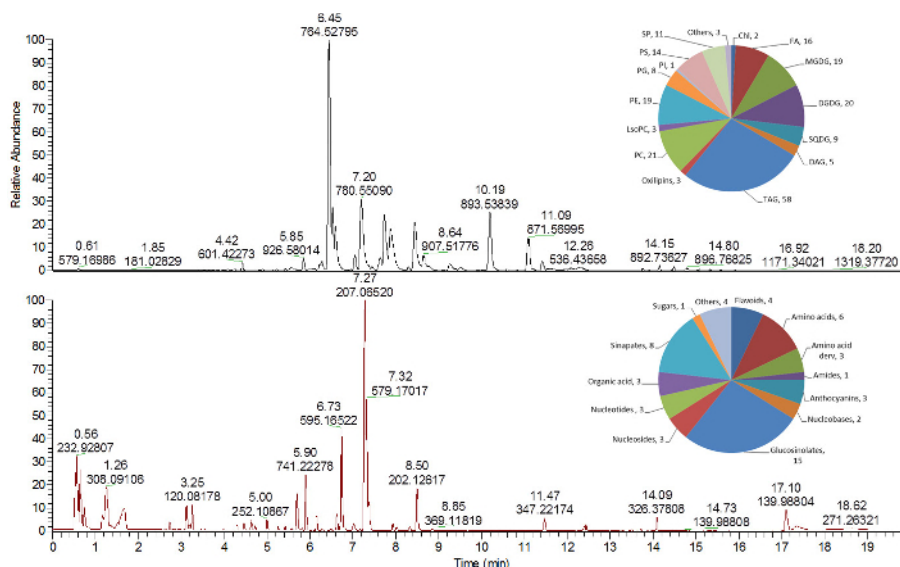 6.45
764.52795
100
90
80
70
60
50
40
30
20
10
0
Relative Abundance
0.61
579.16986
1.85
181.02829
4.42
601.42273
5.85
926.58014
7.20
780.55090
8.64
907.51776
10.19
893.53839
11.09
871.56995
12.26
536.43658
14.15
892.73627
14.80
896.76825
16.92
1171.34021
18.20
1319.37720
Others, 3
Chl, 2
FA, 16
MGDG, 19
DGDG, 20
SQDG, 9
DAG, 5
TAG, 58
Oxilipins, 3
PC, 21
LsoPC, 3
PE, 19
PG, 8
PI, 1
PS, 14
SP, 11
7.27
207.06520
100
90
80
70
60
50
40
30
20
10
0
0.56
232.92807
1.26
308.09106
3.25
120.08178
5.00
252.10867
5.90
741.22278
6.73
595.16522
7.32
579.17017
8.50
202.12617
8.85
369.11819
11.47
347.22174
14.09
326.37808
14.73
139.98808
17.10
139.98804
18.62
271.26321
Sugars, 1
Others, 4
Flavoids, 4
Amino acids, 6
Amino acid
derv, 3
Amides, 1
Anthocyanins, 3
Nucleobases, 2
Glucosinolates,
15
Nucleosides, 3
Nucleotides, 3
Organic acid, 3
Sinapates, 8
0 1 2 3 4 5 6 7 8 9 10 11 12 13 14 15 16 17 18 19
Time (min)